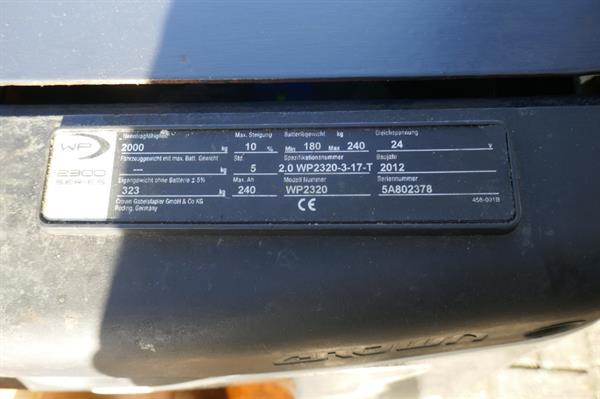 WP
2300
SERIES
Nenntragfähigkeit Max. Steigung Batteriegewicht kg Gleichspannung
2000 kg 10 % Min 180 Max 240 24 V
Fahrzeuggewicht mit max. Batt. Gewicht Std. Spezifikationsnummer Baujahr
--- kg 5 2,0 WP2320-3-17-T 2012
Eigengewicht ohne Batterie ± 5% Max. Ah Modell Nummer Seriennummer
323 kg 240 WP2320 5A802378
Crown Gabelstapler GmbH & Co KG
Roding, Germany
CE
458-001B
CROWN